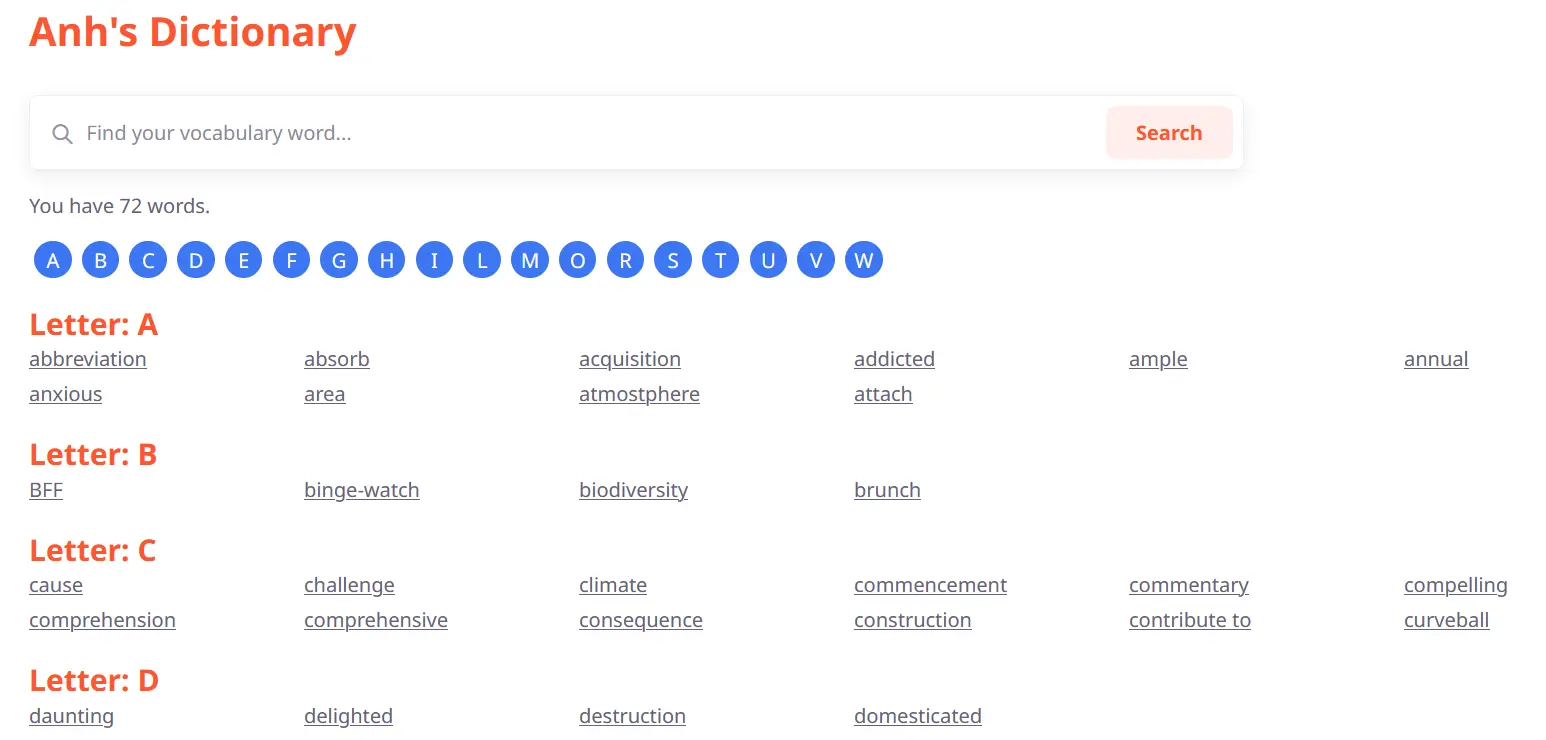 Anh's Dictionary
Find your vocabulary word...
Search
You have 72 words.
A B C D E F G H I L M O R S T U V W
Letter: A
abbreviation absorb acquisition addicted ample annual
anxious area atmostphere attach
Letter: B
BFF binge-watch biodiversity brunch
Letter: C
cause challenge climate commencement commentary compelling
comprehension comprehensive consequence construction contribute to curveball
Letter: D
daunting delighted destruction domesticated